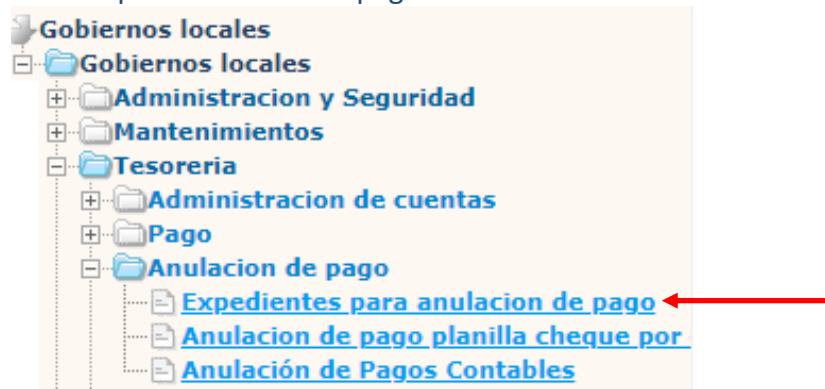 Gobiernos locales
Gobiernos locales
Administracion y Seguridad
Mantenimientos
Tesoreria
Administracion de cuentas
Pago
Anulacion de pago
Expedientes para anulacion de pago
Anulacion de pago planilla cheque por
Anulación de Pagos Contables